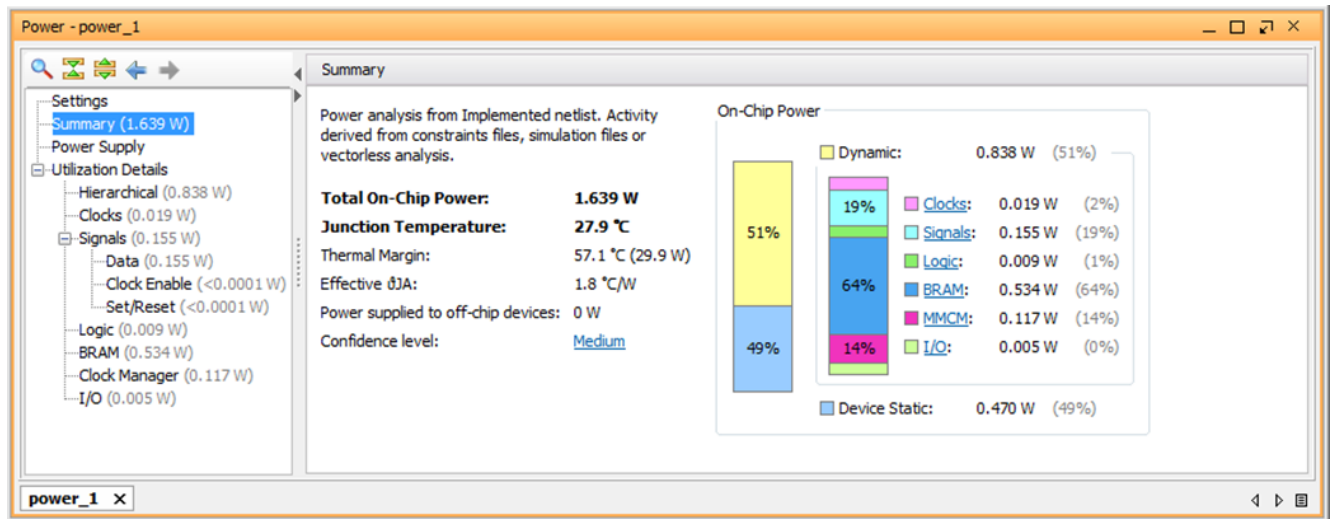 Power - power_1
Summary
Settings
Summary (1.639 W)
Power Supply
Utilization Details
Hierarchical (0.838 W)
Clocks (0.019 W)
Signals (0.155 W)
Data (0.155 W)
Clock Enable (<0.0001 W)
Set/Reset (<0.0001 W)
Logic (0.009 W)
BRAM (0.534 W)
Clock Manager (0.117 W)
I/O (0.005 W)
Power analysis from Implemented netlist. Activity
derived from constraints files, simulation files or
vectorless analysis.
Total On-Chip Power: 1.639 W
Junction Temperature: 27.9 °C
Thermal Margin: 57.1 °C (29.9 W)
Effective ϑJA: 1.8 °C/W
Power supplied to off-chip devices: 0 W
Confidence level: Medium
On-Chip Power
51%
49%
Dynamic: 0.838 W (51%)
19%
64%
14%
Clocks: 0.019 W (2%)
Signals: 0.155 W (19%)
Logic: 0.009 W (1%)
BRAM: 0.534 W (64%)
MMCM: 0.117 W (14%)
I/O: 0.005 W (0%)
Device Static: 0.470 W (49%)
power_1